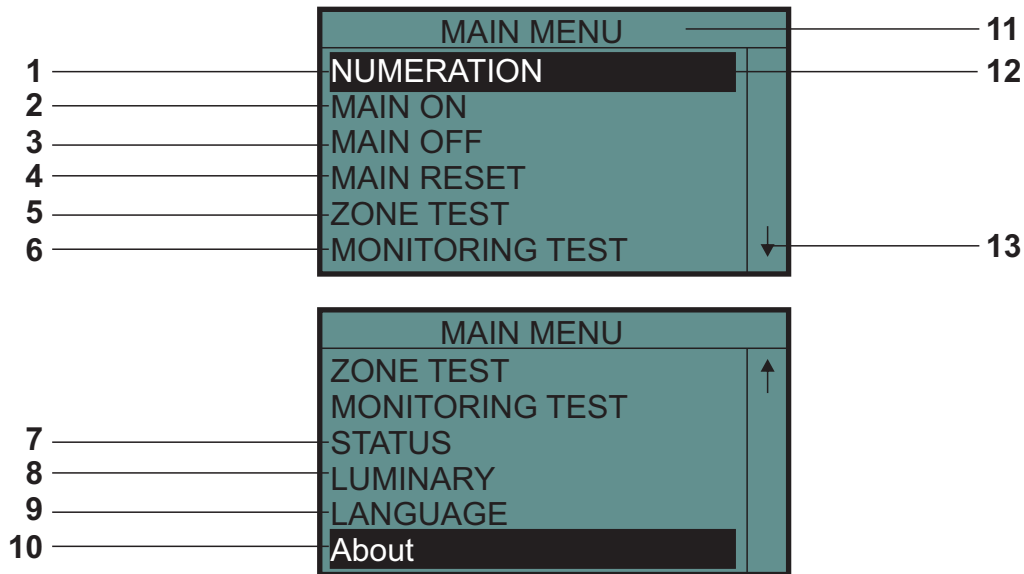 MAIN MENU 11
1 NUMERATION 12
2 MAIN ON
3 MAIN OFF
4 MAIN RESET
5 ZONE TEST
6 MONITORING TEST 13
MAIN MENU
ZONE TEST
MONITORING TEST
7 STATUS
8 LUMINARY
9 LANGUAGE
10 About